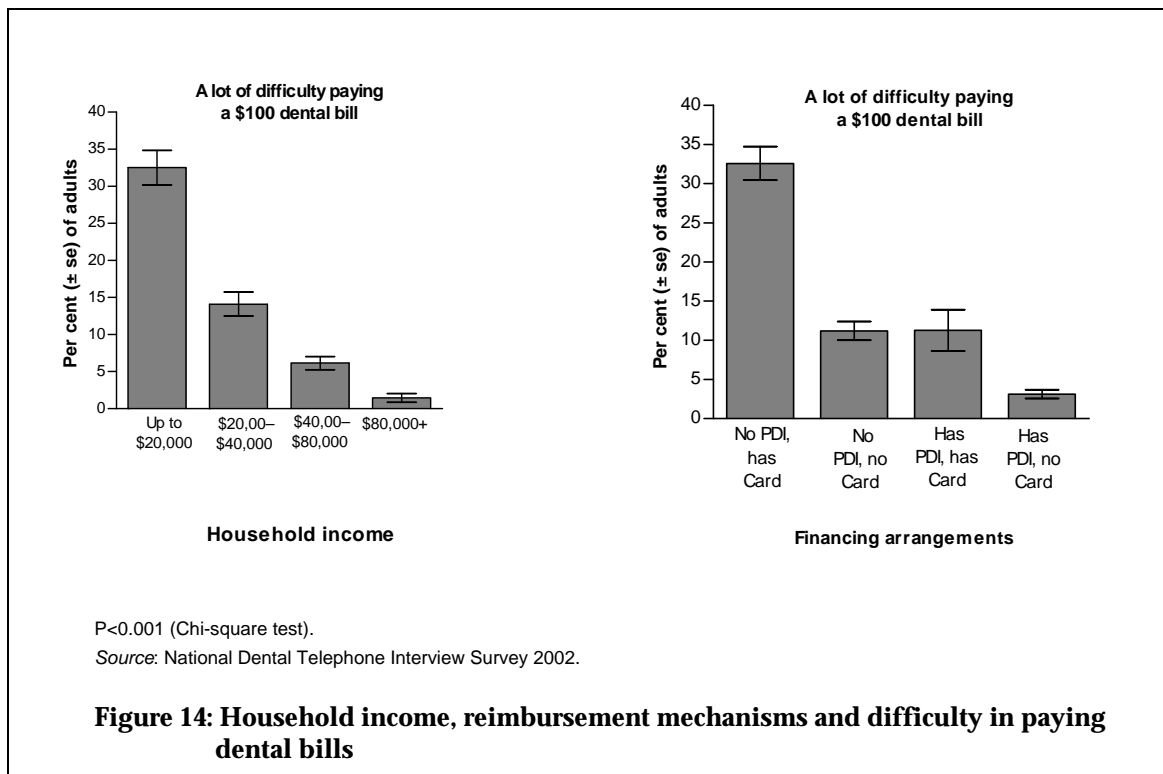 A lot of difficulty paying
a $100 dental bill
40
35
30
25
20
15
10
5
0
Per cent (± se) of adults
Up to
$20,000
$20,00–
$40,000
$40,00–
$80,000
$80,000+
Household income
A lot of difficulty paying
a $100 dental bill
40
35
30
25
20
15
10
5
0
Per cent (± se) of adults
No PDI,
has
Card
No
PDI, no
Card
Has
PDI, has
Card
Has
PDI, no
Card
Financing arrangements
P<0.001 (Chi-square test).
Source: National Dental Telephone Interview Survey 2002.
Figure 14: Household income, reimbursement mechanisms and difficulty in paying
dental bills